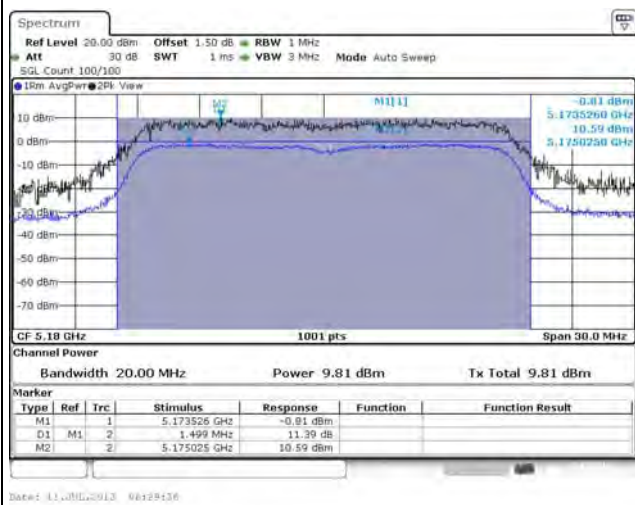 Spectrum
Ref Level 20.00 dBm Offset 1.50 dB RBW 1 MHz
Att 30 dB SWT 1 ms VBW 3 MHz Mode Auto Sweep
SGL Count 100/100
1Rm AvgPwr 2Pk View
M1[1] -0.81 dBm
5.1735260 GHz
10.59 dBm
5.1750250 GHz
M2
10 dBm
0 dBm
-10 dBm
-40 dBm
-50 dBm
-60 dBm
-70 dBm
CF 5.18 GHz 1001 pts Span 30.0 MHz
Channel Power
Bandwidth 20.00 MHz Power 9.81 dBm Tx Total 9.81 dBm
Marker
Type Ref Trc Stimulus Response Function Function Result
M1 1 5.173526 GHz -0.81 dBm
D1 M1 2 1.499 MHz 11.39 dB
M2 2 5.175025 GHz 10.59 dBm